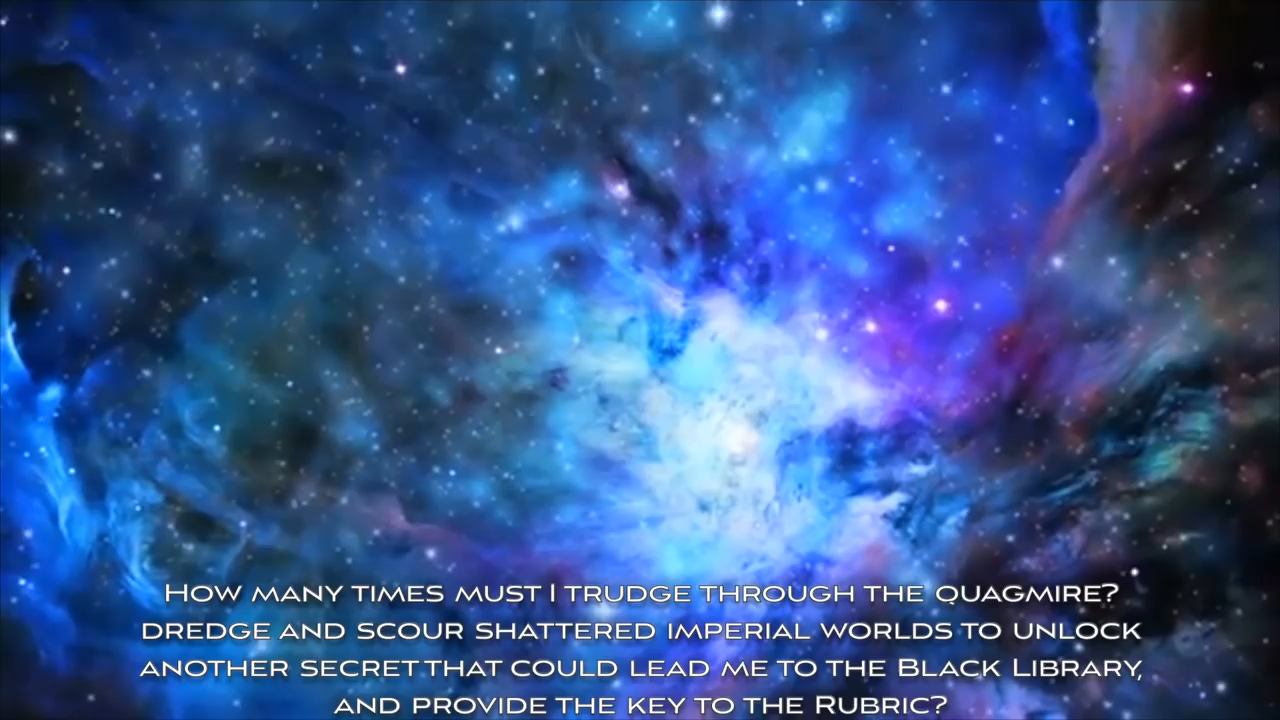 How many times must I trudge through the quagmire?
dredge and scour shattered imperial worlds to unlock
another secret that could lead me to the Black Library,
and provide the key to the Rubric?